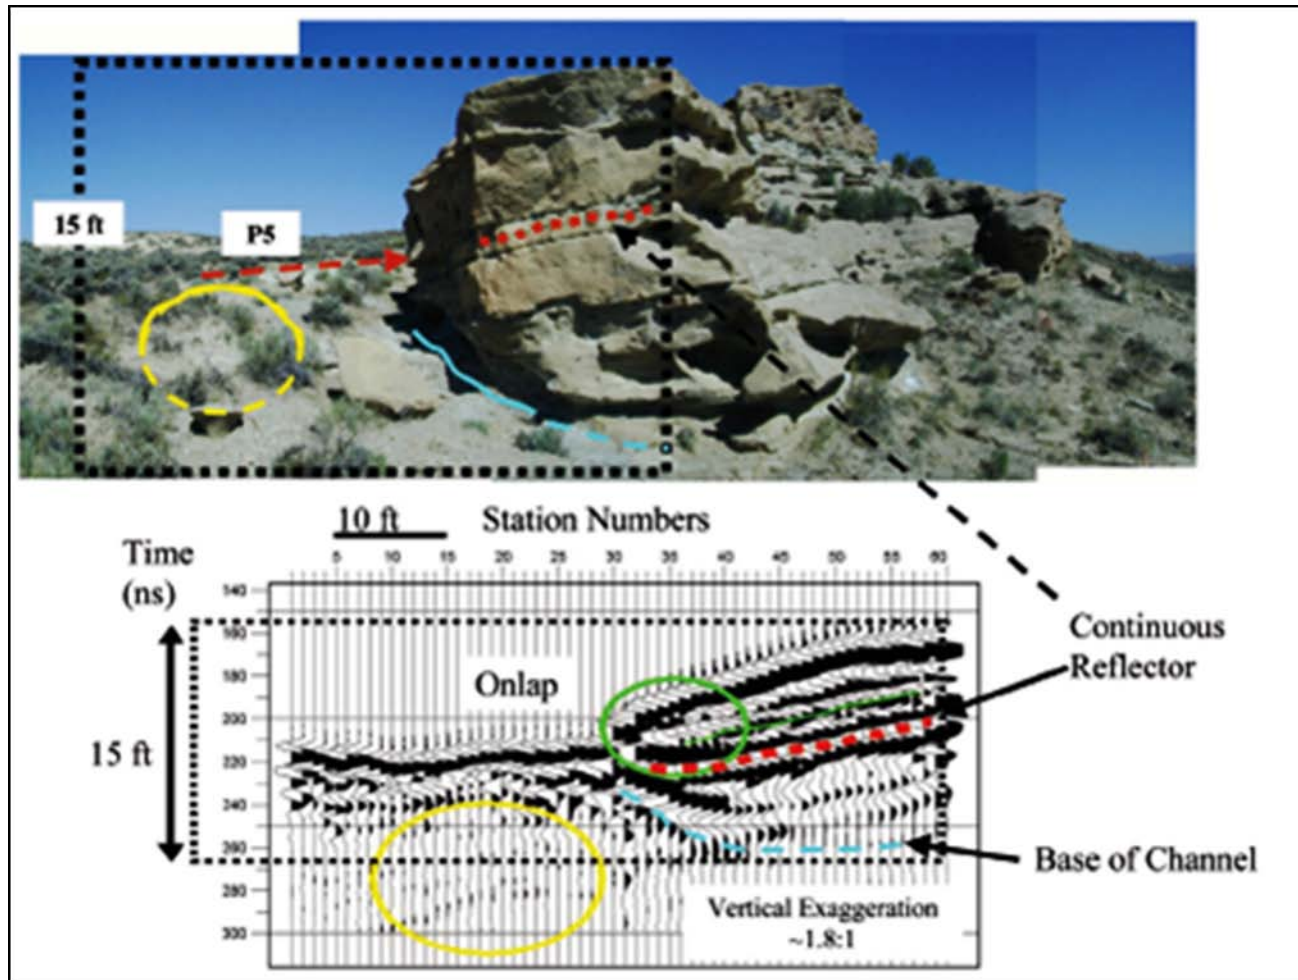 15 ft
P5
10 ft
Station Numbers
Time
(ns)
5 10 15 20 25 30 35 40 45 50 55 60
140
160
180
200
220
240
260
280
300
15 ft
Onlap
Continuous
Reflector
Base of Channel
Vertical Exaggeration
~1.8:1